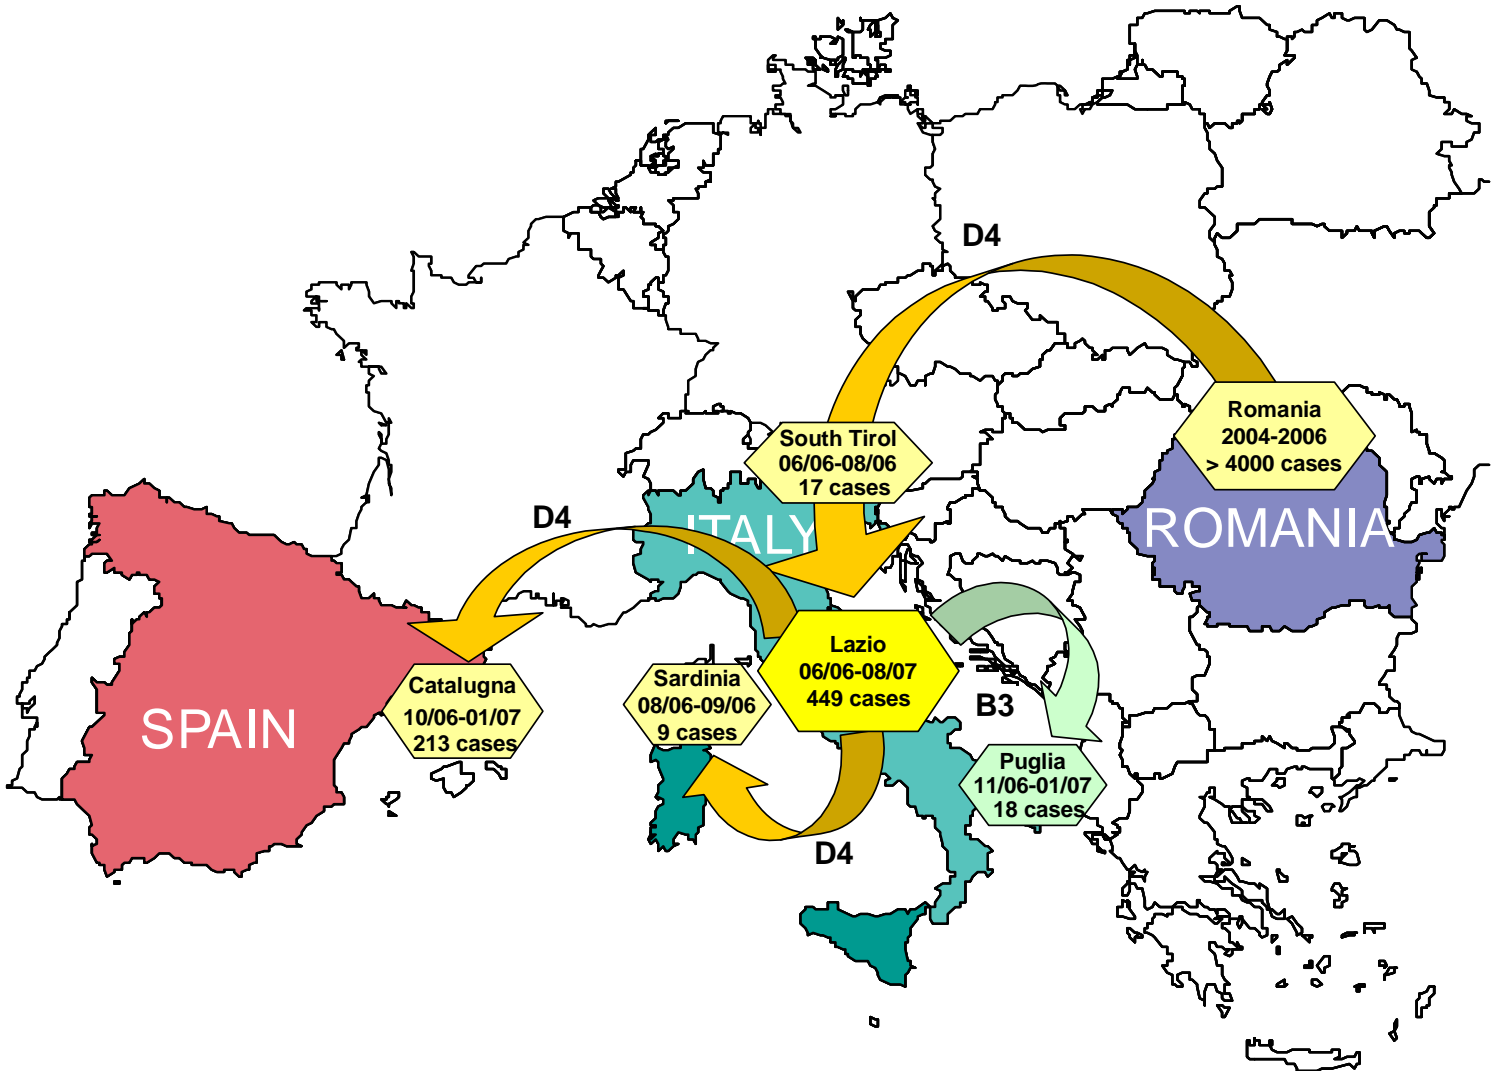 D4
Romania
2004-2006
> 4000 cases
South Tirol
06/06-08/06
17 cases
D4
ITALY
ROMANIA
Lazio
06/06-08/07
449 cases
Catalugna
10/06-01/07
213 cases
Sardinia
08/06-09/06
9 cases
B3
SPAIN
Puglia
11/06-01/07
18 cases
D4